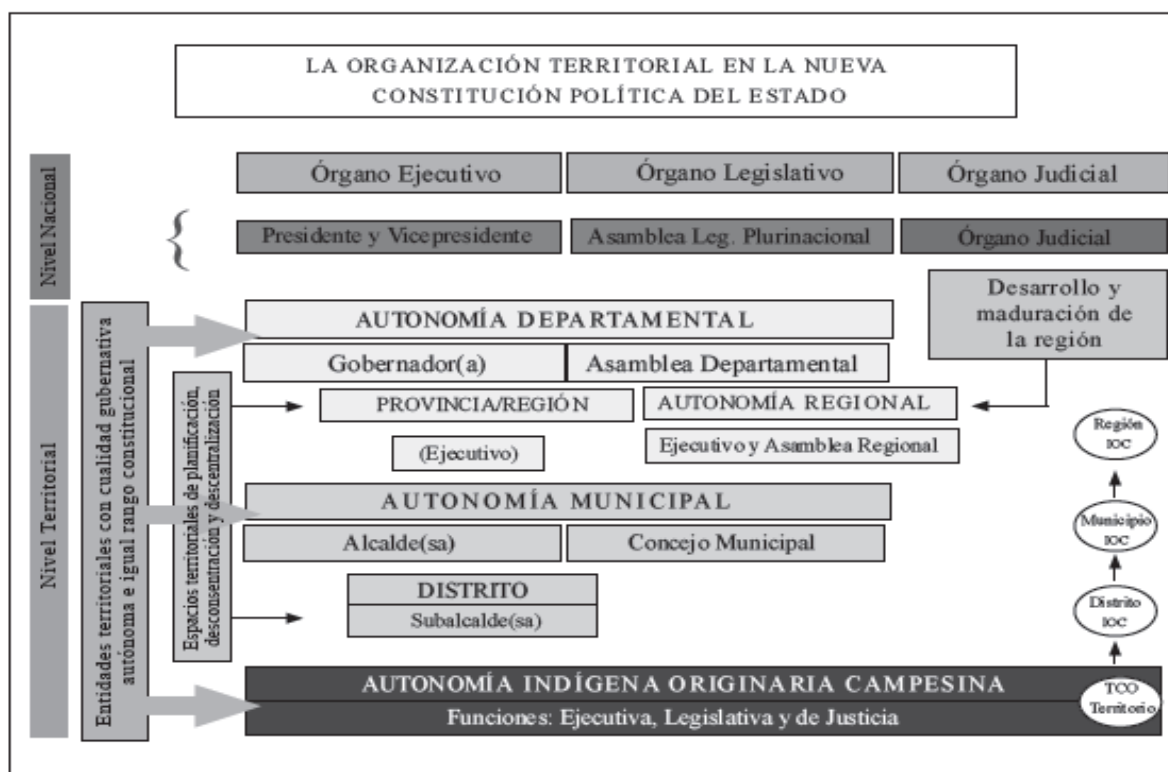 LA ORGANIZACIÓN TERRITORIAL EN LA NUEVA
CONSTITUCIÓN POLÍTICA DEL ESTADO
Nivel Nacional
Órgano Ejecutivo
Órgano Legislativo
Órgano Judicial
Presidente y Vicepresidente
Asamblea Leg. Plurinacional
Órgano Judicial
Nivel Territorial
Entidades territoriales con cualidad gubernativa
autónoma e igual rango constitucional
Espacios territoriales de planificación,
desconsentración y descentralización
AUTONOMÍA DEPARTAMENTAL
Gobernador(a)
Asamblea Departamental
Desarrollo y
maduración de
la región
PROVINCIA/REGIÓN
(Ejecutivo)
AUTONOMÍA REGIONAL
Ejecutivo y Asamblea Regional
AUTONOMÍA MUNICIPAL
Alcalde(sa)
Concejo Municipal
DISTRITO
Subalcalde(sa)
Región
IOC
Municipio
IOC
Distrito
IOC
TCO
Territorio
AUTONOMÍA INDÍGENA ORIGINARIA CAMPESINA
Funciones: Ejecutiva, Legislativa y de Justicia